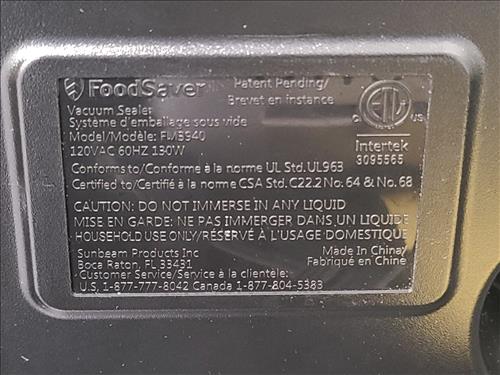 FoodSaver
Patent Pending/
Brevet en instance
Vacuum Sealer
Système d'emballage sous vide
Model/Modèle: FM3940
120VAC 60HZ 130W
Intertek
3095565
Conforms to/Conforme à la norme UL Std.UL963
Certified to/Certifié à la norme CSA Std. C22.2 No. 64 & No. 68
CAUTION: DO NOT IMMERSE IN ANY LIQUID
MISE EN GARDE: NE PAS IMMERGER DANS UN LIQUIDE
HOUSEHOLD USE ONLY/RÉSERVÉ À L'USAGE DOMESTIQUE
Sunbeam Products Inc
Boca Raton, FL 33431
Made In China/
Fabriqué en Chine
Customer Service/Service à la clientèle:
U.S. 1-877-777-8042 Canada 1-877-804-5383